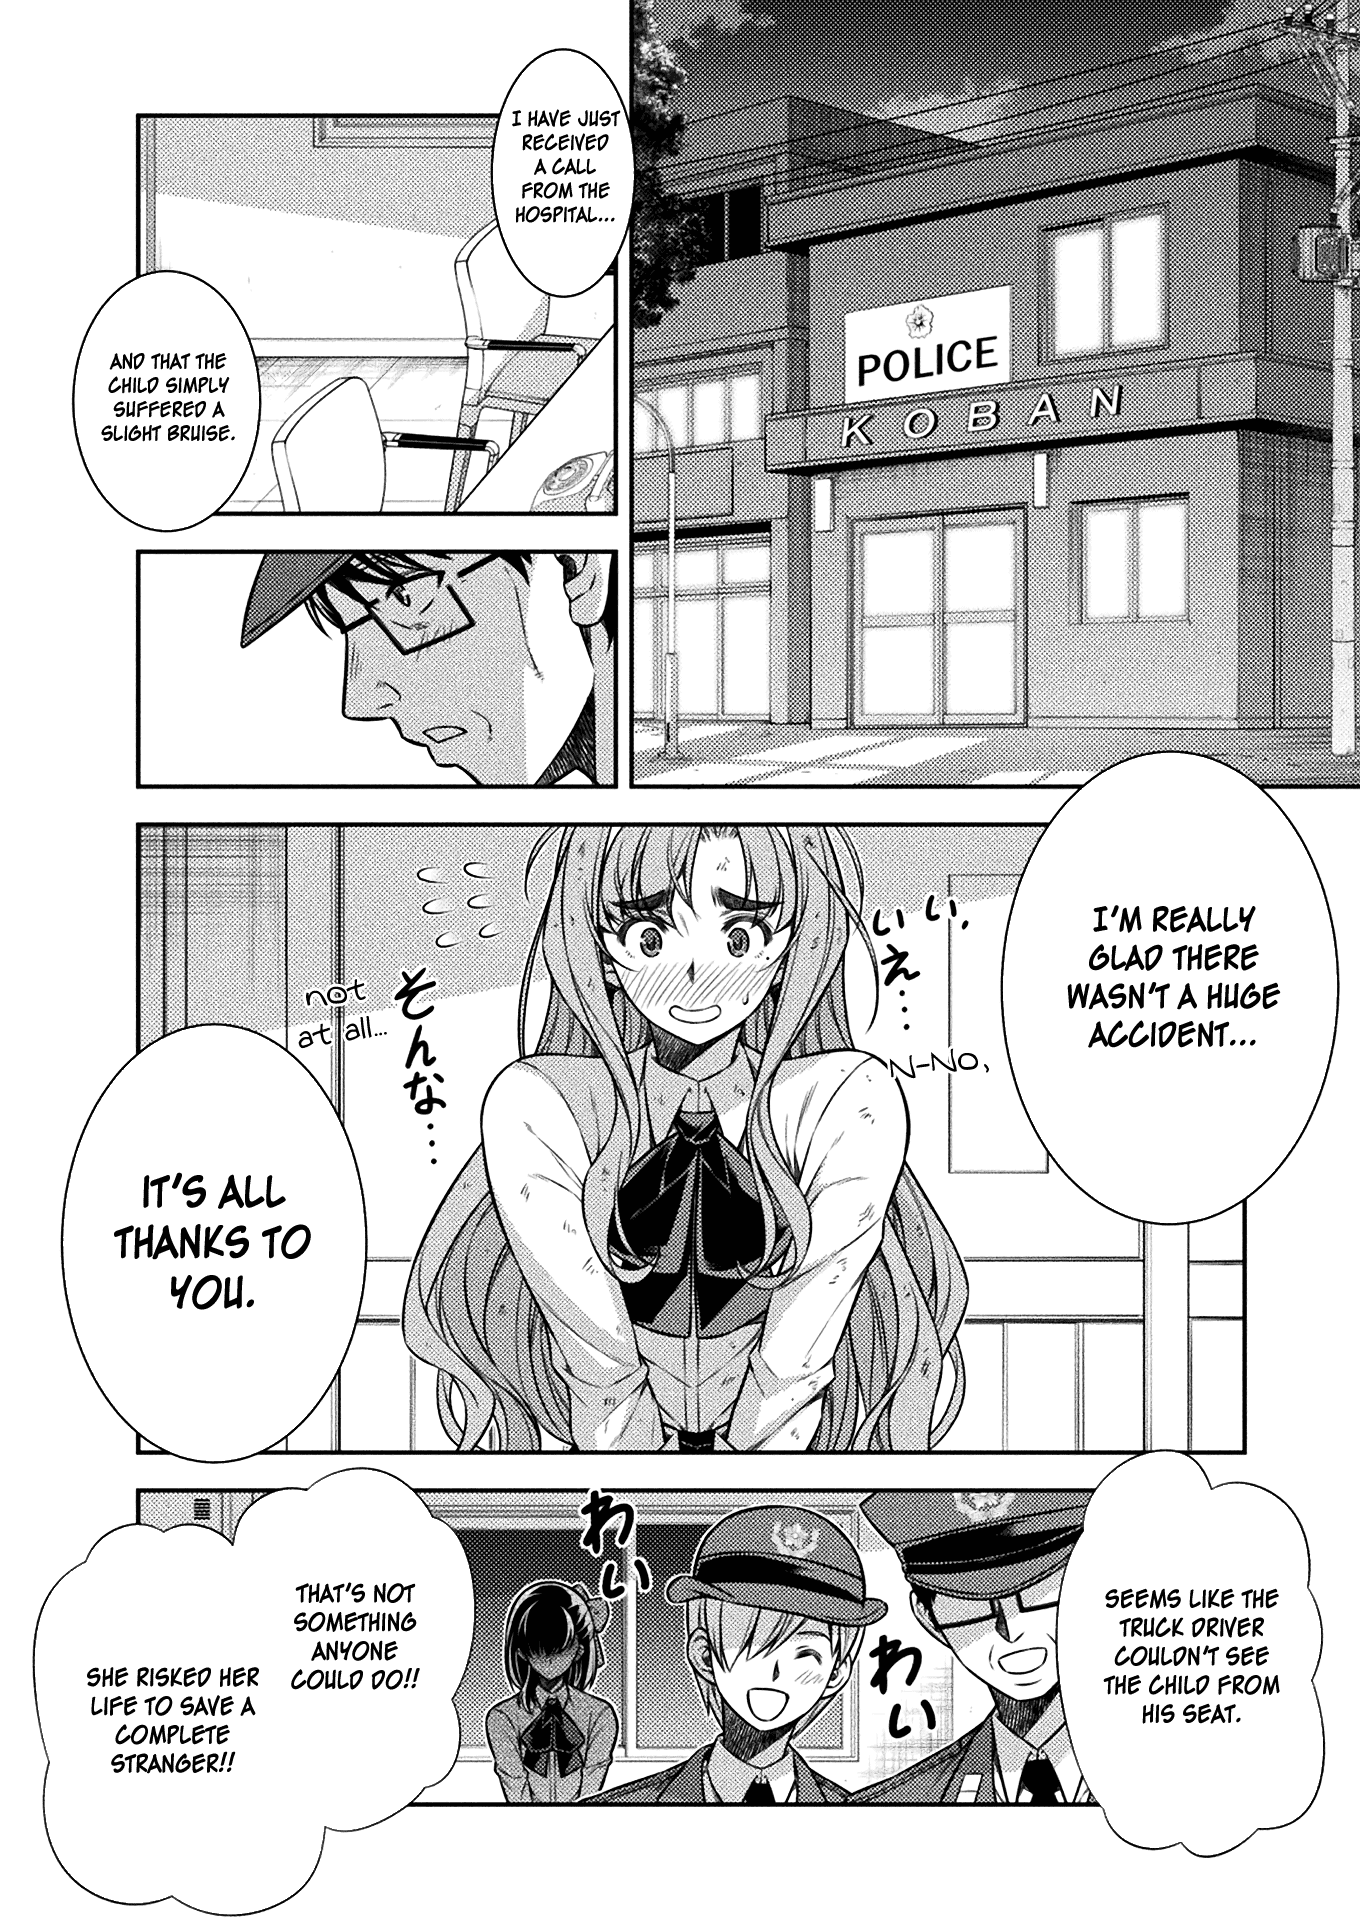 POLICE
KOBAN
I HAVE JUST
RECEIVED
A CALL
FROM THE
HOSPITAL...
AND THAT THE
CHILD SIMPLY
SUFFERED A
SLIGHT BRUISE.
I'M REALLY
GLAD THERE
WASN'T A HUGE
ACCIDENT...
いい、
え…
N-No,
そんな…
not
at all...
IT'S ALL
THANKS TO
YOU.
SEEMS LIKE THE
TRUCK DRIVER
COULDN'T SEE
THE CHILD FROM
HIS SEAT.
わい
わい
THAT'S NOT
SOMETHING
ANYONE
COULD DO!!
SHE RISKED HER
LIFE TO SAVE A
COMPLETE
STRANGER!!